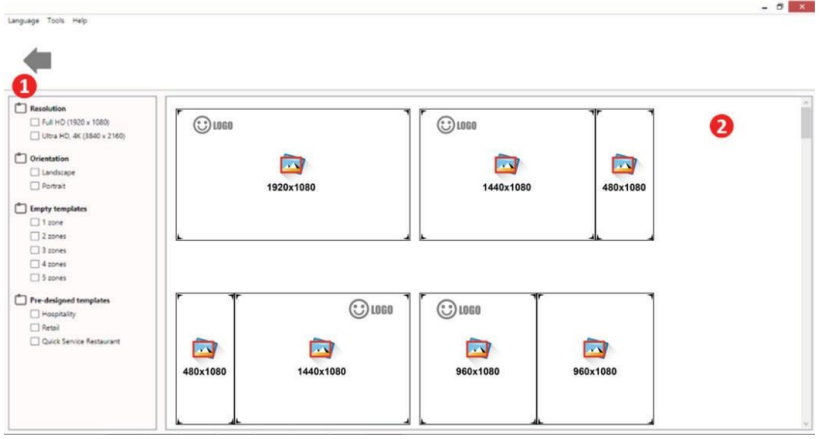 Language Tools Help
1
Resolution
Full HD (1920 x 1080)
Ultra HD, 4K (3840 x 2160)
Orientation
Landscape
Portrait
Empty templates
1 zone
2 zones
3 zones
4 zones
5 zones
Pre-designed templates
Hospitality
Retail
Quick Service Restaurant
LOGO
1920x1080
LOGO
1440x1080
480x1080
2
480x1080
LOGO
1440x1080
LOGO
960x1080
960x1080